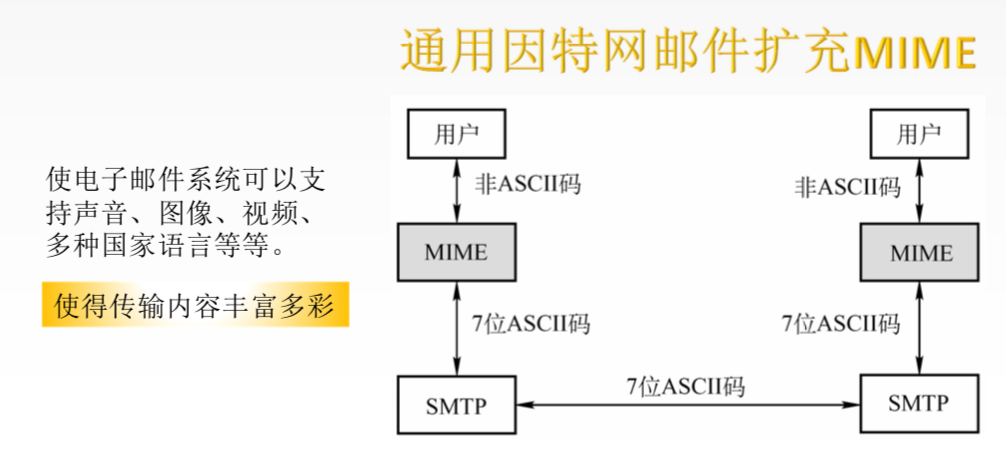 通用因特网邮件扩充MIME
使电子邮件系统可以支
持声音、图像、视频、
多种国家语言等等。
使得传输内容丰富多彩
用户
用户
非ASCII码
非ASCII码
MIME
MIME
7位ASCII码
7位ASCII码
7位ASCII码
SMTP
SMTP